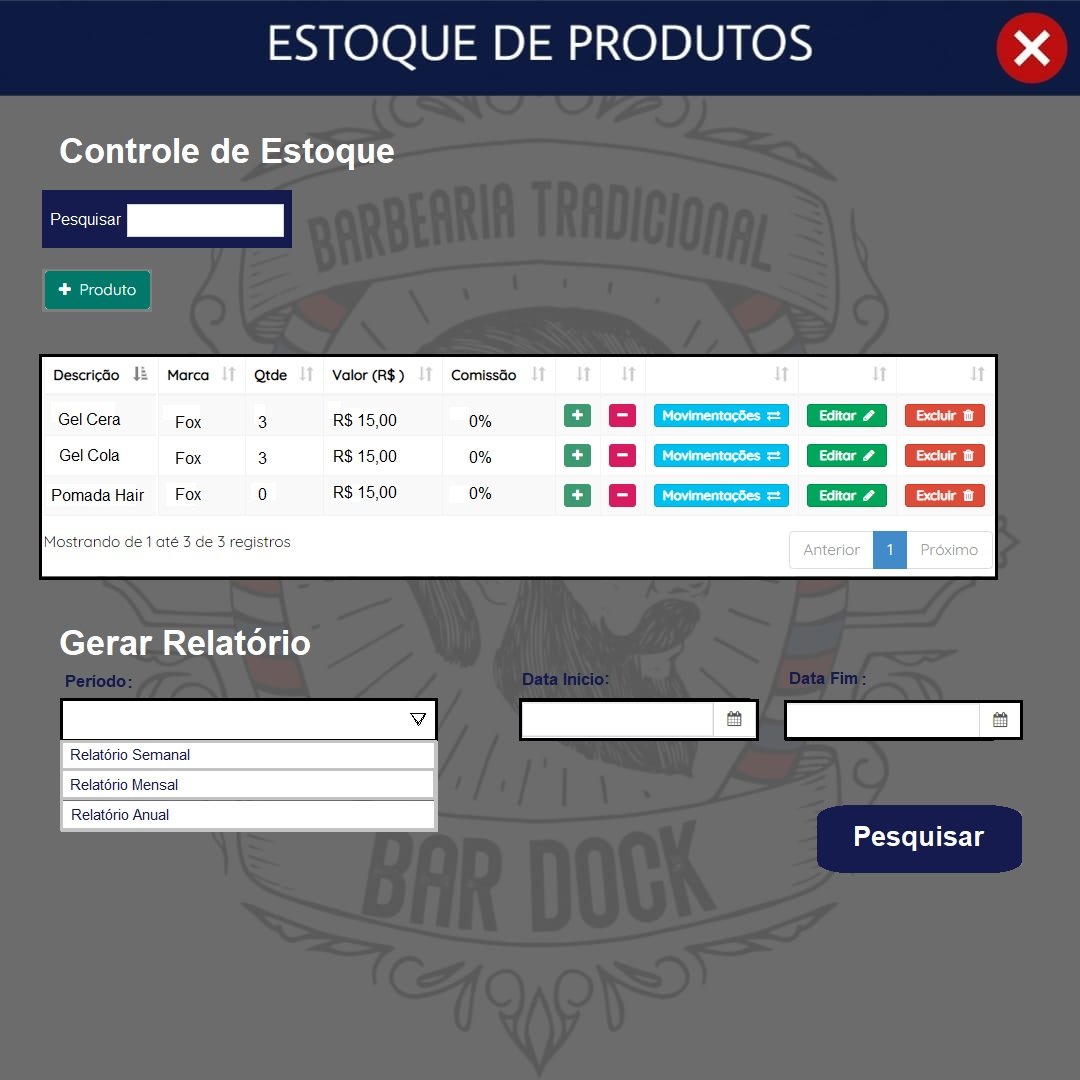 ESTOQUE DE PRODUTOS
Controle de Estoque
BARBEARIA TRADICIONAL
Pesquisar
+ Produto
Descrição Marca Qtde Valor (R$ ) Comissão
Gel Cera Fox 3 R$ 15,00 0% + - Movimentações Editar Excluir
Gel Cola Fox 3 R$ 15,00 0% + - Movimentações Editar Excluir
Pomada Hair Fox 0 R$ 15,00 0% + - Movimentações Editar Excluir
Mostrando de 1 até 3 de 3 registros
Anterior 1 Próximo
Gerar Relatório
Período: Data Inicio: Data Fim :
Relatório Semanal
Relatório Mensal
Relatório Anual
Pesquisar
BAR DOCK